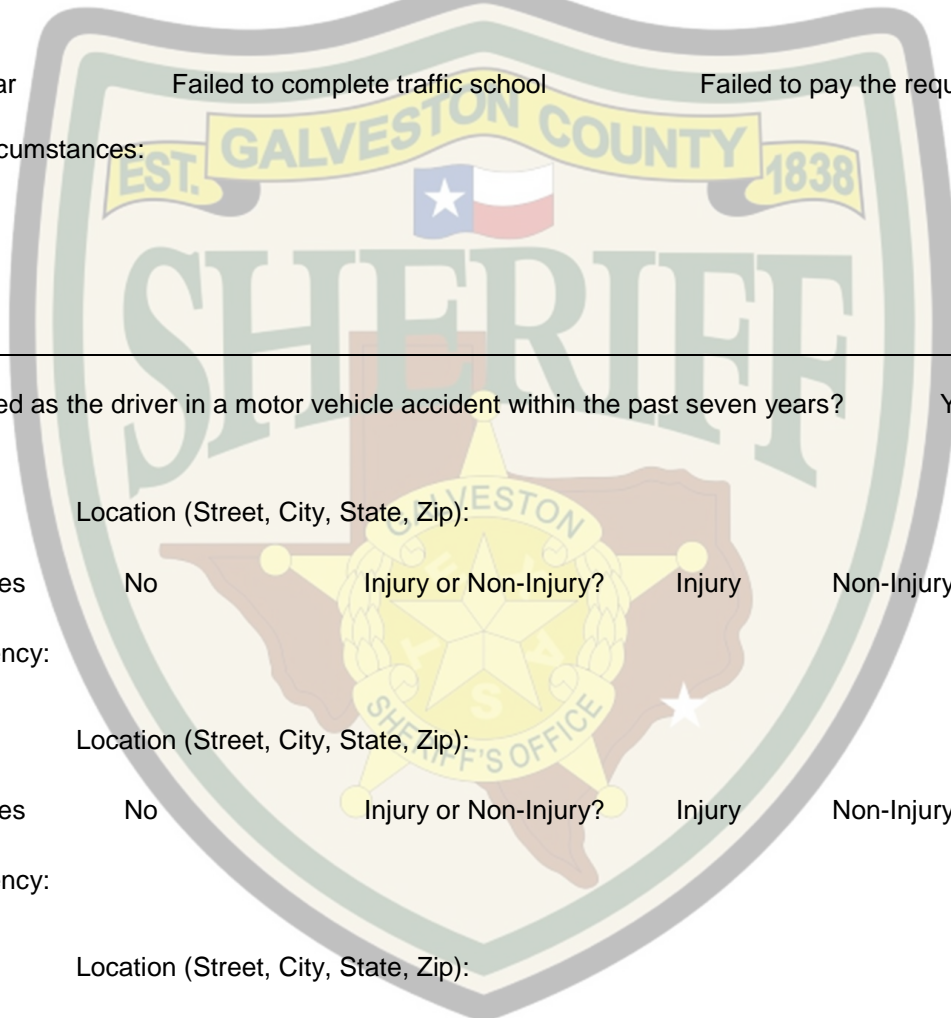 ar Failed to complete traffic school Failed to pay the requ
cumstances:
EST. GALVESTON COUNTY 1838
SHERIFF
ed as the driver in a motor vehicle accident within the past seven years? Y
Location (Street, City, State, Zip):
GALVESTON
es No Injury or Non-Injury? Injury Non-Injury
TEXAS
ency:
SHERIFF'S OFFICE
Location (Street, City, State, Zip):
es No Injury or Non-Injury? Injury Non-Injury
ency:
Location (Street, City, State, Zip):